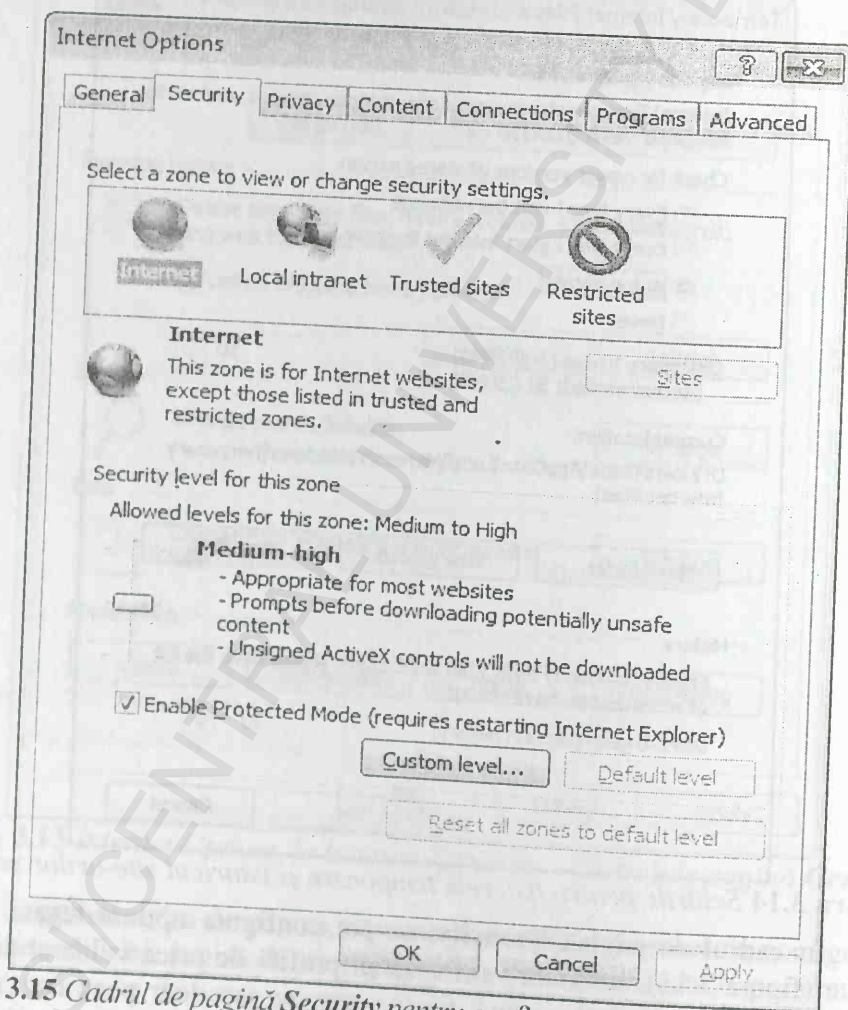 Internet Options
General Security Privacy Content Connections Programs Advanced
Select a zone to view or change security settings.
Internet Local intranet Trusted sites Restricted sites
Internet
This zone is for Internet websites,
except those listed in trusted and
restricted zones.
Sites
Security level for this zone
Allowed levels for this zone: Medium to High
Medium-high
- Appropriate for most websites
- Prompts before downloading potentially unsafe
content
- Unsigned ActiveX controls will not be downloaded
Enable Protected Mode (requires restarting Internet Explorer)
Custom level... Default level
Reset all zones to default level
OK Cancel Apply
3.15 Cadrul de pagină Security pentru
CENTRAL UNIVERSITY